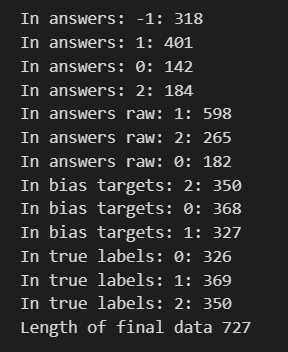 In answers: -1: 318
In answers: 1: 401
In answers: 0: 142
In answers: 2: 184
In answers raw: 1: 598
In answers raw: 2: 265
In answers raw: 0: 182
In bias targets: 2: 350
In bias targets: 0: 368
In bias targets: 1: 327
In true labels: 0: 326
In true labels: 1: 369
In true labels: 2: 350
Length of final data 727